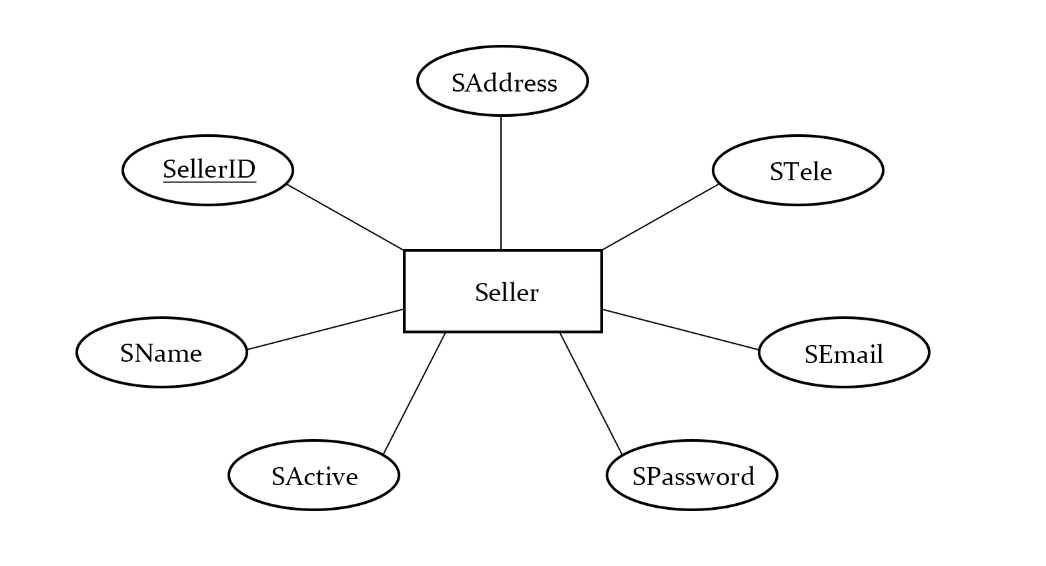 SAddress
SellerID
STele
Seller
SName
SEmail
SActive
SPassword